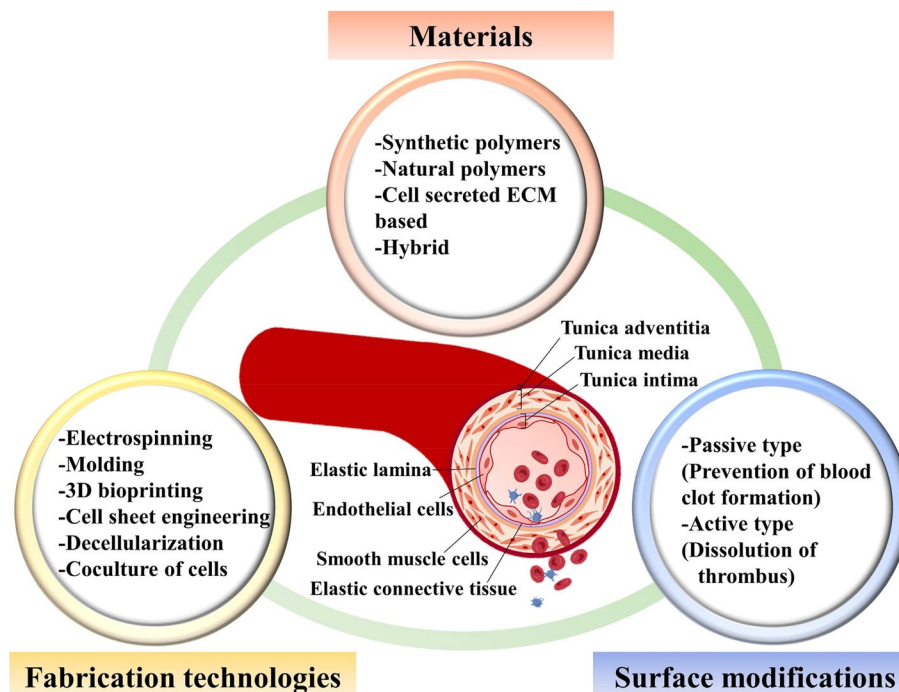 Materials
-Synthetic polymers
-Natural polymers
-Cell secreted ECM
based
-Hybrid
Tunica adventitia
Tunica media
Tunica intima
Elastic lamina
Endothelial cells
Smooth muscle cells
Elastic connective tissue
-Electrospinning
-Molding
-3D bioprinting
-Cell sheet engineering
-Decellularization
-Coculture of cells
Fabrication technologies
-Passive type
(Prevention of blood
clot formation)
-Active type
(Dissolution of
thrombus)
Surface modifications